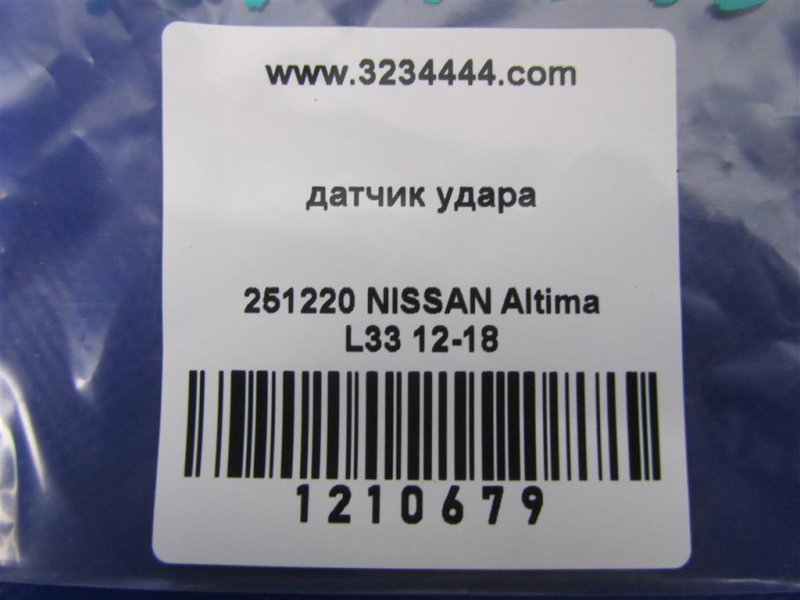 www.3234444.com
датчик удара
251220 NISSAN Altima
L33 12-18
1210679